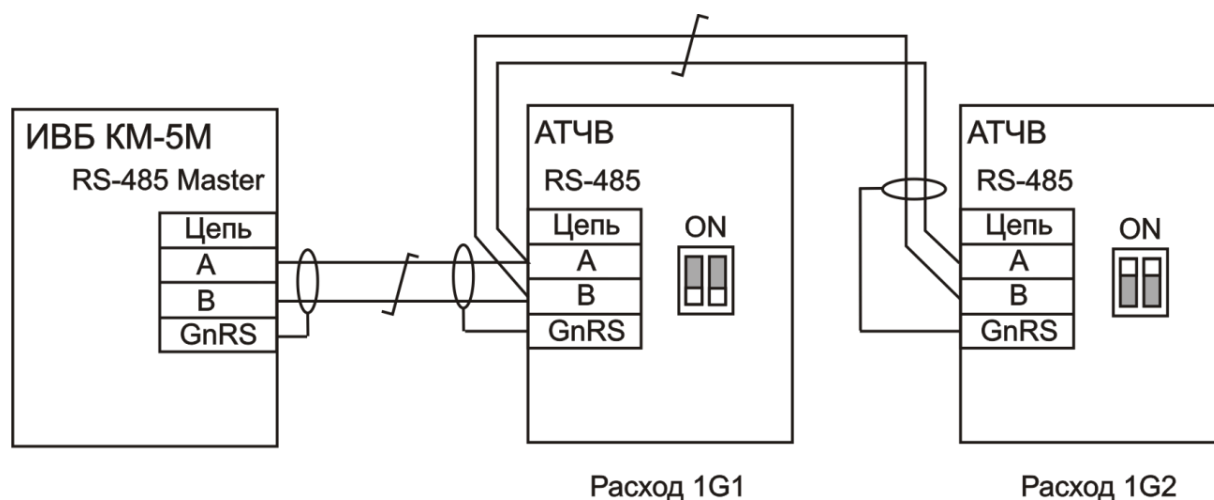 ИВБ КМ-5М
RS-485 Master
Цепь
A
B
GnRS
АТЧВ
RS-485
Цепь
A
B
GnRS
ON
Расход 1G1
АТЧВ
RS-485
Цепь
A
B
GnRS
ON
Расход 1G2